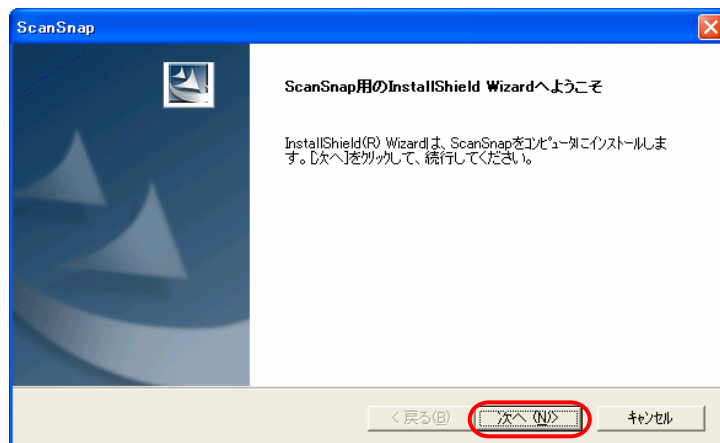 ScanSnap
ScanSnap用のInstallShield Wizardへようこそ
InstallShield(R) Wizardは、ScanSnapをコンピュータにインストールしま
す。[次へ]をクリックして、続行してください。
< 戻る(B) 次へ (N)> キャンセル